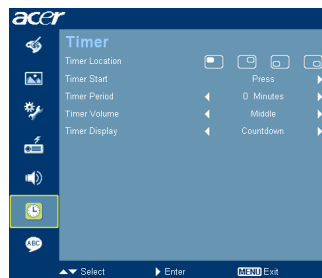 acer
Timer
Timer Location
Timer Start Press
Timer Period 0 Minutes
Timer Volume Middle
Timer Display Countdown
ABC
Select Enter MENU Exit